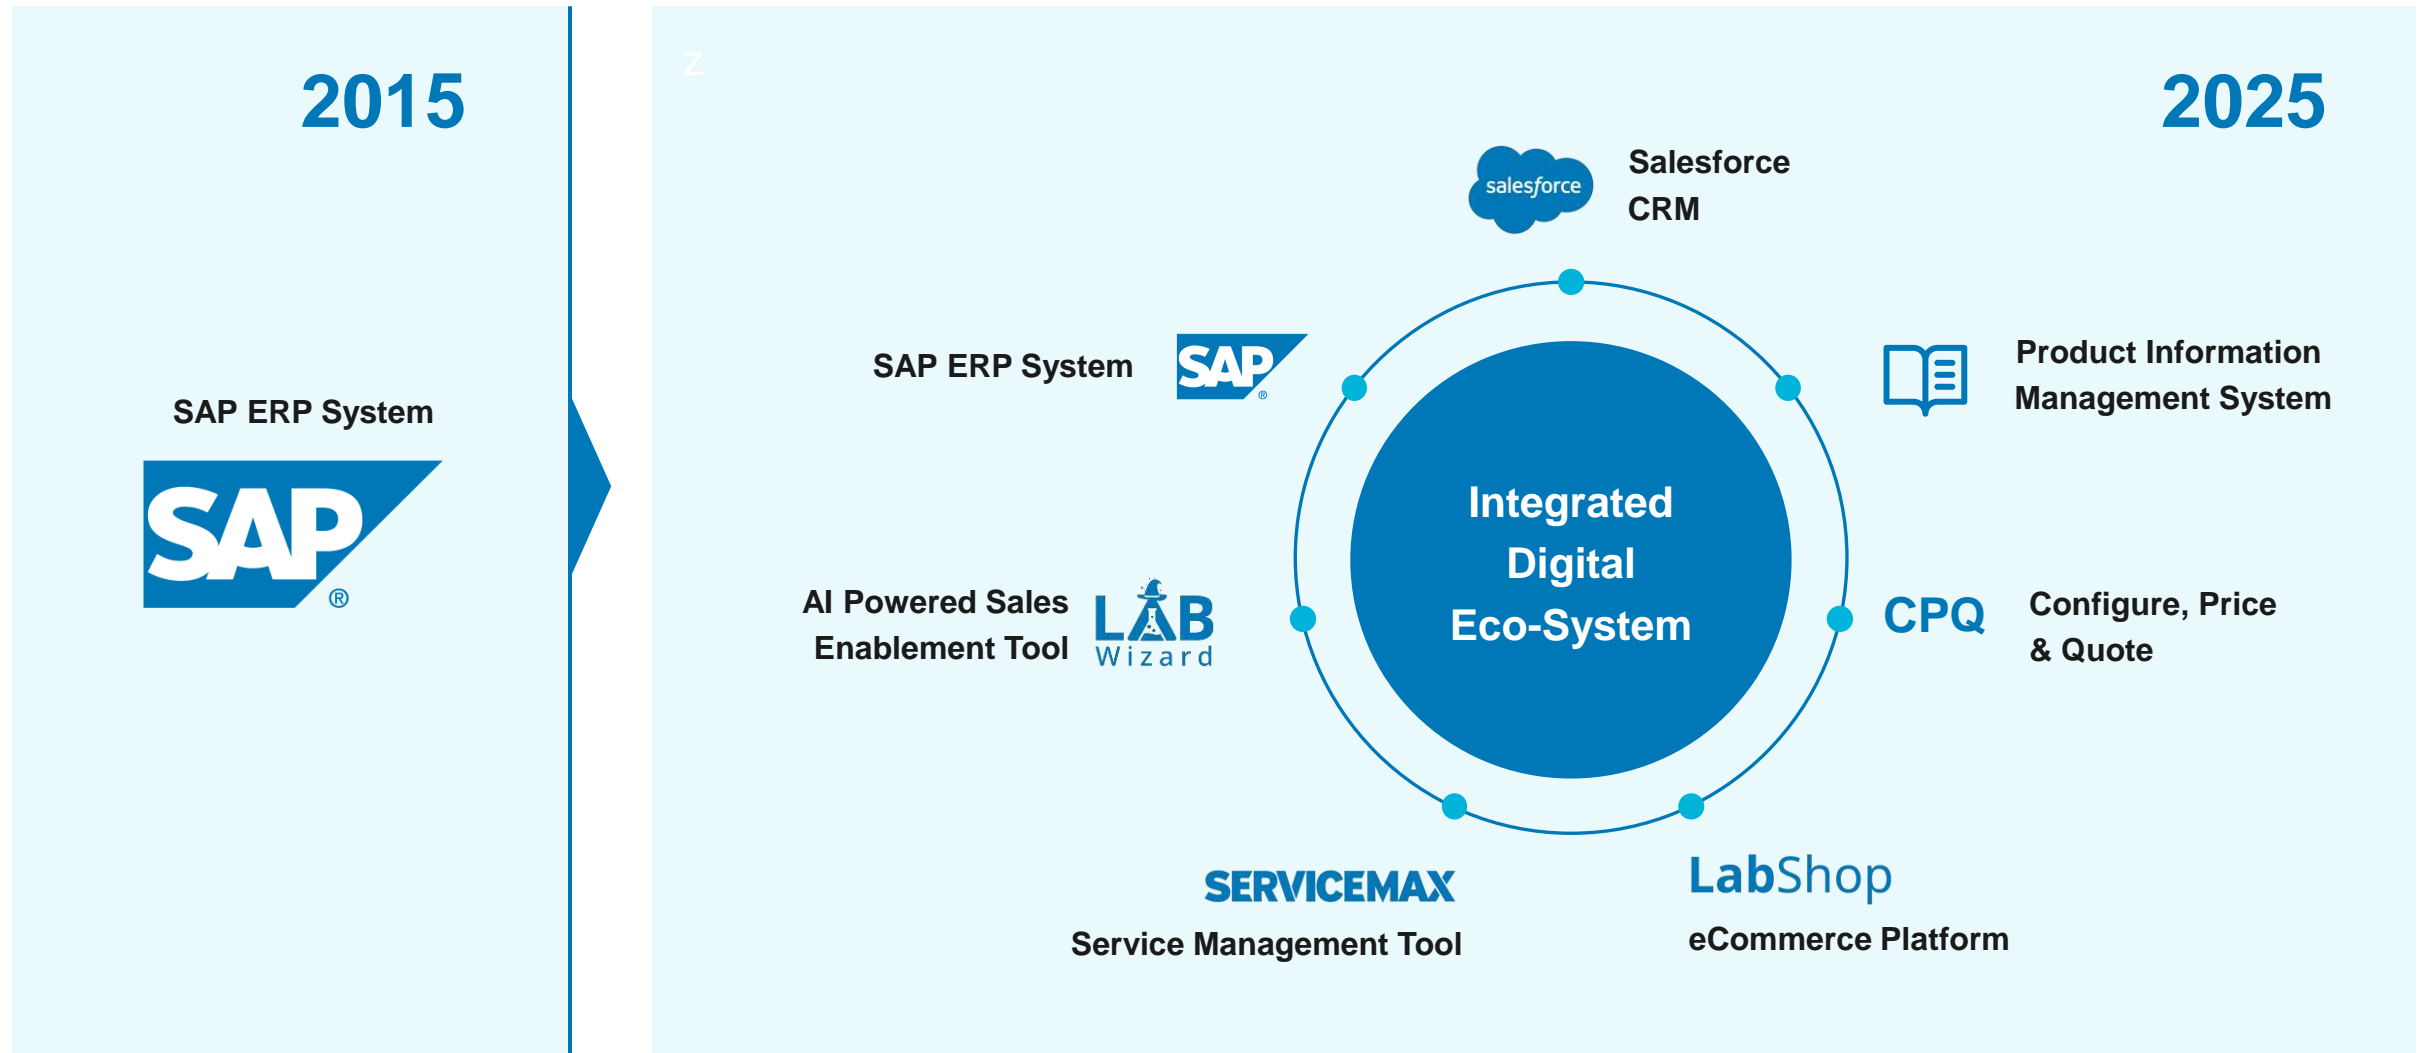 2015
SAP ERP System
SAP
®
z
2025
salesforce
Salesforce
CRM
SAP ERP System
SAP
®
Product Information
Management System
AI Powered Sales
Enablement Tool
LAB
Wizard
Integrated
Digital
Eco-System
CPQ
Configure, Price
& Quote
SERVICEMAX
Service Management Tool
LabShop
eCommerce Platform